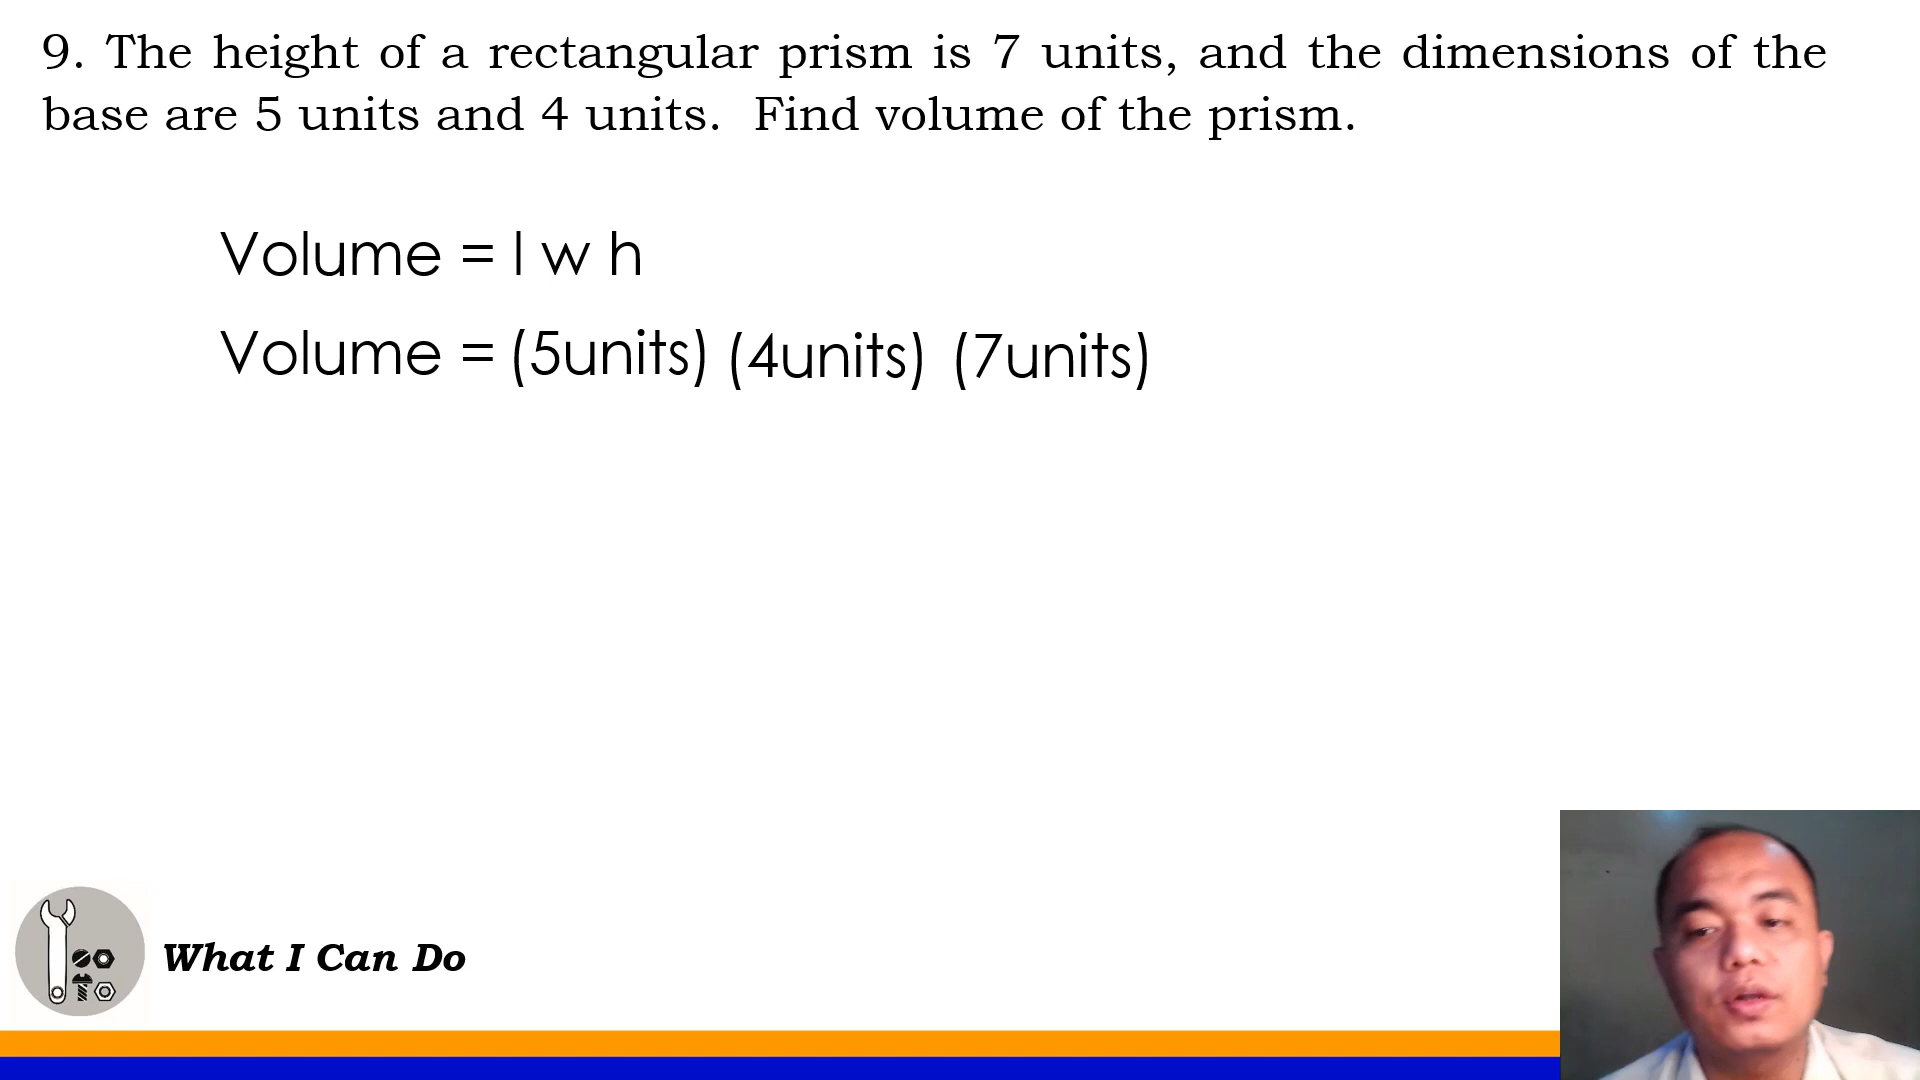 9. The height of a rectangular prism is 7 units, and the dimensions of the
base are 5 units and 4 units. Find volume of the prism.
Volume = l w h
Volume = (5units) (4units) (7units)
What I Can Do